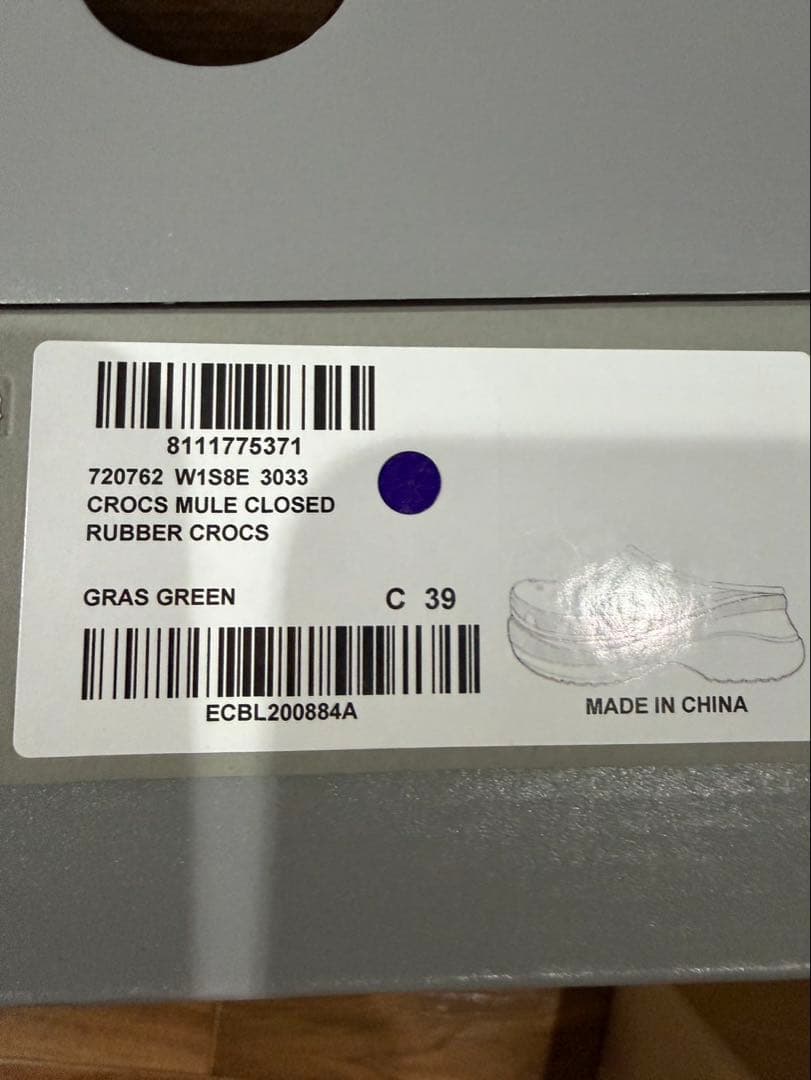 8111775371
720762 W1S8E 3033
CROCS MULE CLOSED
RUBBER CROCS
GRAS GREEN C 39
ECBL200884A
MADE IN CHINA